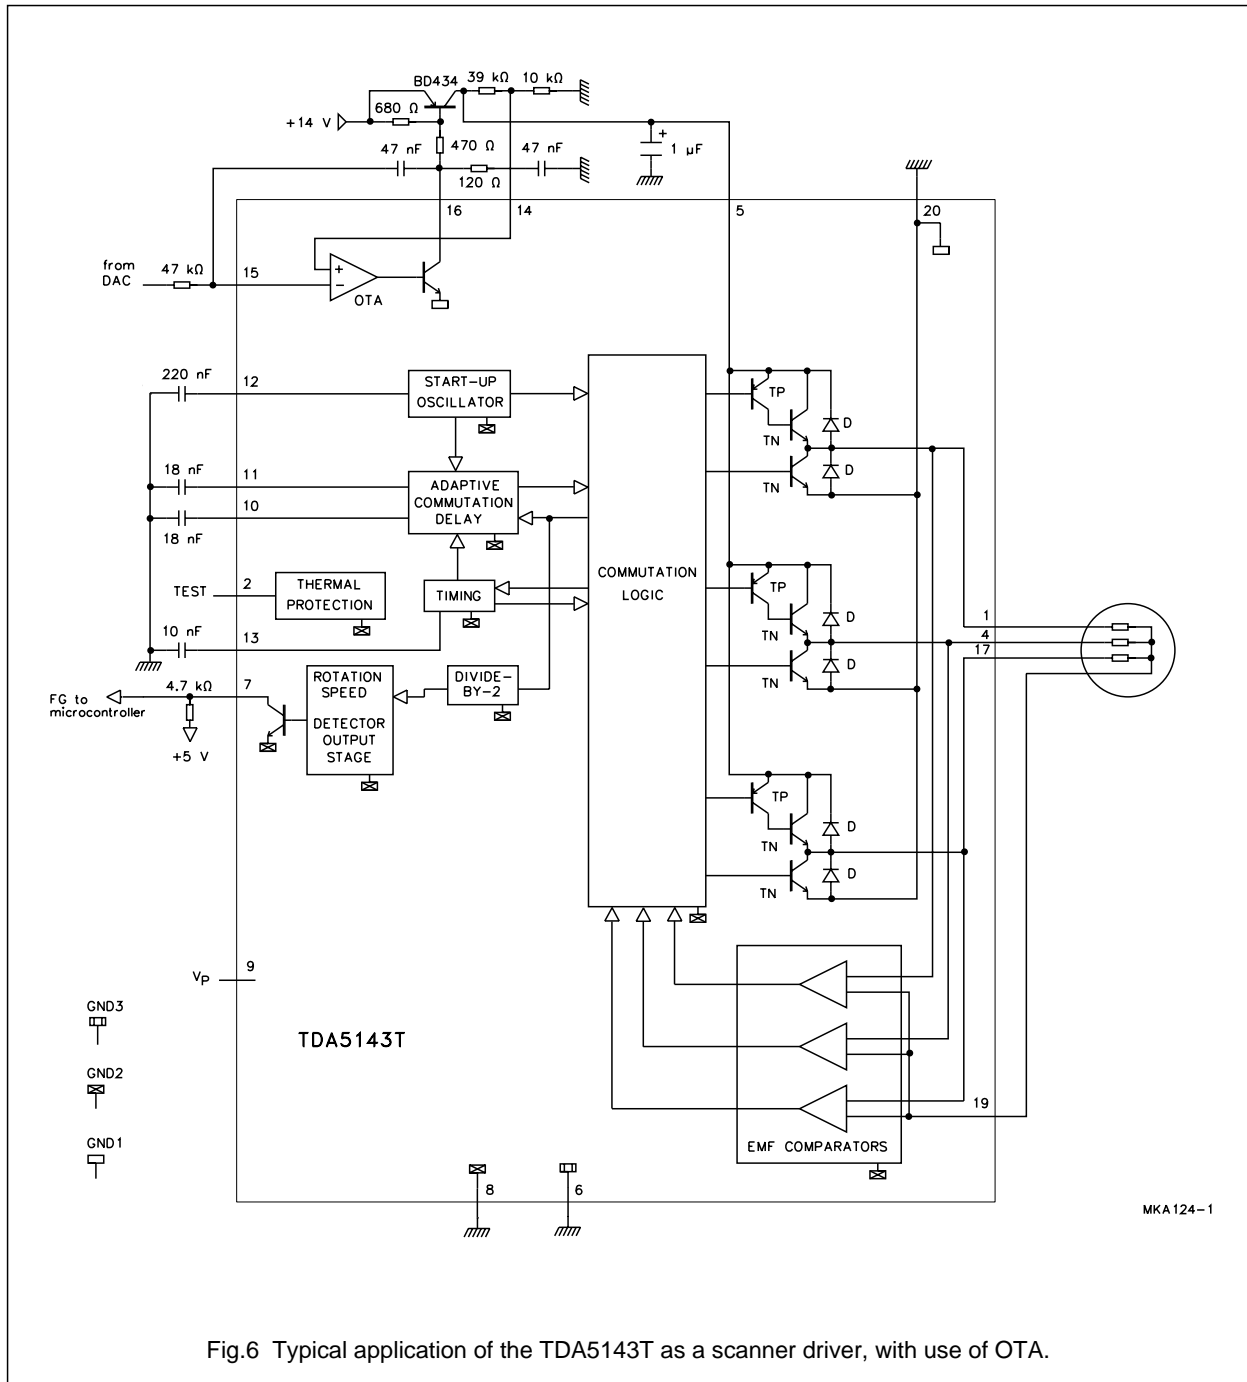 BD434
39 kΩ
10 kΩ
680 Ω
+14 V
470 Ω
47 nF
47 nF
120 Ω
+
1 μF
16
14
5
20
from
DAC
47 kΩ
15
+
−
OTA
220 nF
12
START-UP
OSCILLATOR
TP
TN
D
TN
D
18 nF
11
10
18 nF
ADAPTIVE
COMMUTATION
DELAY
COMMUTATION
LOGIC
TEST
2
THERMAL
PROTECTION
TIMING
TP
TN
D
TN
D
1
4
17
10 nF
13
FG to
microcontroller
4.7 kΩ
7
+5 V
ROTATION
SPEED
DETECTOR
OUTPUT
STAGE
DIVIDE-
BY-2
TP
TN
D
TN
D
VP
9
GND3
TDA5143T
GND2
GND1
19
EMF COMPARATORS
8
6
MKA124-1
Fig.6 Typical application of the TDA5143T as a scanner driver, with use of OTA.